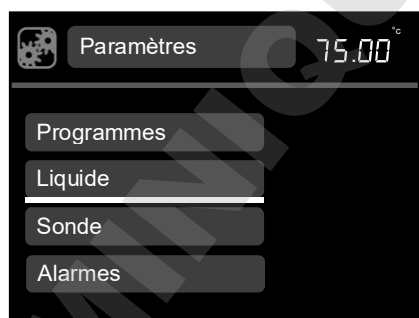 Paramètres 75.00 °c
Programmes
Liquide
Sonde
Alarmes